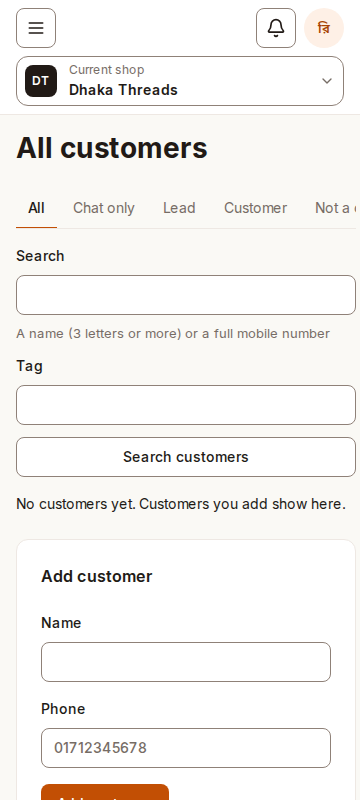 রি
Current shop
DT
Dhaka Threads
All customers
All
Chat only
Lead
Customer
Not a
Search
A name (3 letters or more) or a full mobile number
Tag
Search customers
No customers yet. Customers you add show here.
Add customer
Name
Phone
01712345678